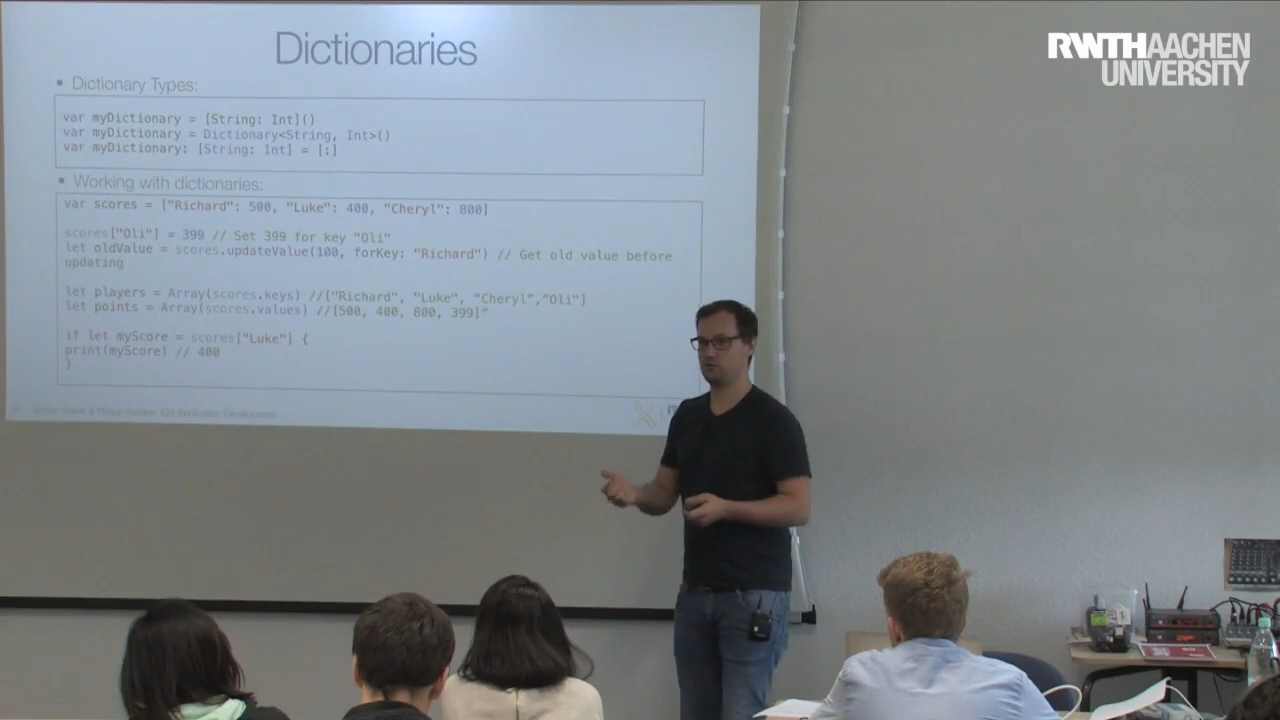 Dictionaries
• Dictionary Types:
var myDictionary = [String: Int]()
var myDictionary = Dictionary<String, Int>()
var myDictionary: [String: Int] = [:]
• Working with dictionaries:
var scores = ["Richard": 500, "Luke": 400, "Cheryl": 800]
scores["Oli"] = 399 // Set 399 for key "Oli"
let oldValue = scores.updateValue(100, forKey: "Richard") // Get old value before
updating
let players = Array(scores.keys) //["Richard", "Luke", "Cheryl","Oli"]
let points = Array(scores.values) //[500, 400, 800, 399]"
if let myScore = scores["Luke"] {
print(myScore) // 400
}
iOS Application Development
RWTHAACHEN
UNIVERSITY